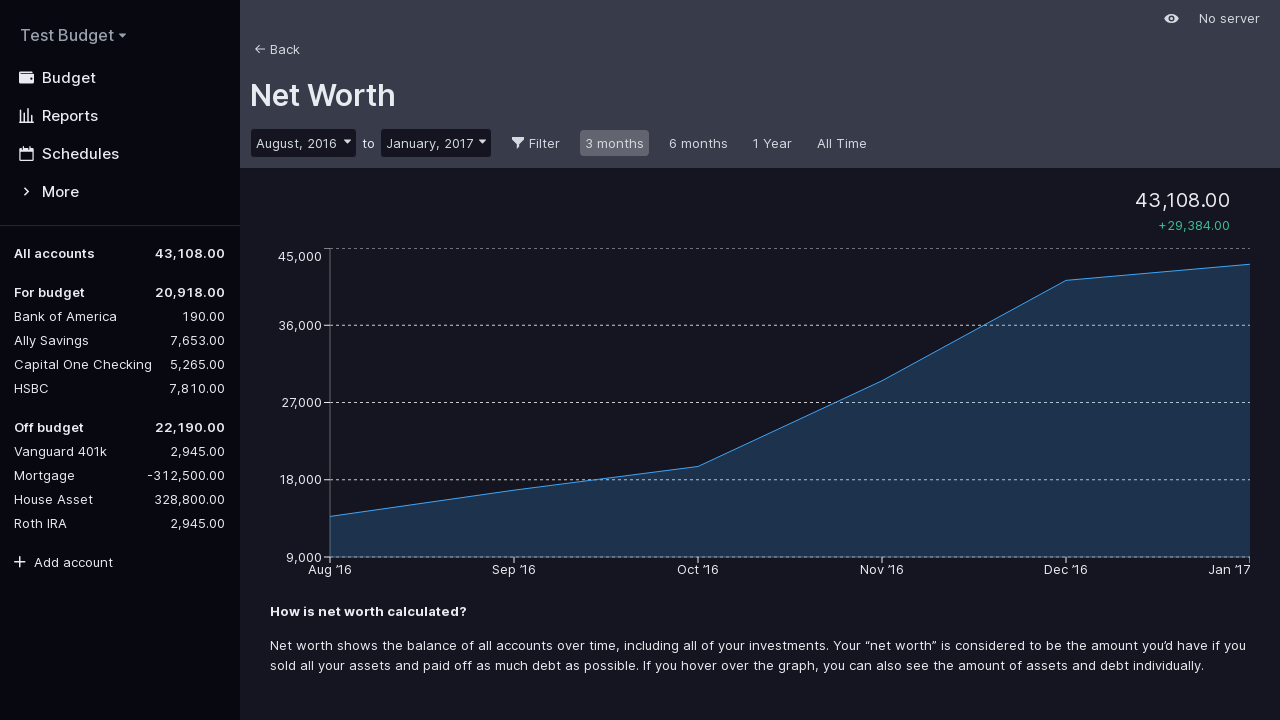 Test Budget
Budget
Reports
Schedules
More
All accounts 43,108.00
For budget 20,918.00
Bank of America 190.00
Ally Savings 7,653.00
Capital One Checking 5,265.00
HSBC 7,810.00
Off budget 22,190.00
Vanguard 401k 2,945.00
Mortgage -312,500.00
House Asset 328,800.00
Roth IRA 2,945.00
Add account
No server
Back
Net Worth
August, 2016 to January, 2017 Filter 3 months 6 months 1 Year All Time
43,108.00
+29,384.00
45,000
36,000
27,000
18,000
9,000
Aug ’16 Sep ’16 Oct ’16 Nov ’16 Dec ’16 Jan ’17
How is net worth calculated?
Net worth shows the balance of all accounts over time, including all of your investments. Your “net worth” is considered to be the amount you’d have if you
sold all your assets and paid off as much debt as possible. If you hover over the graph, you can also see the amount of assets and debt individually.